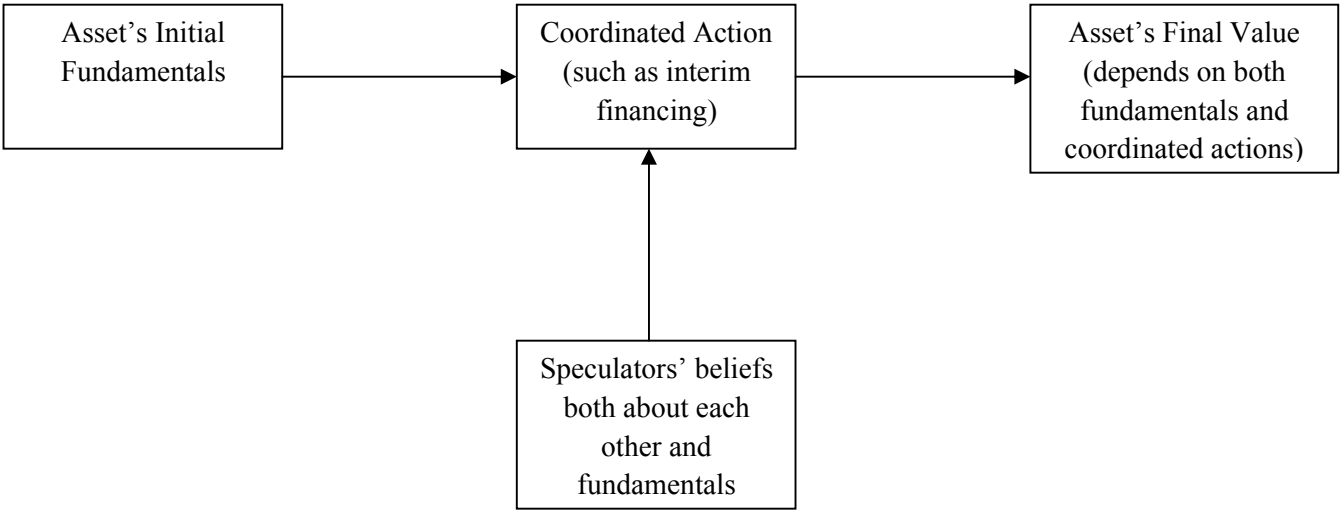 Asset’s Initial
Fundamentals
Coordinated Action
(such as interim
financing)
Asset’s Final Value
(depends on both
fundamentals and
coordinated actions)
Speculators’ beliefs
both about each
other and
fundamentals